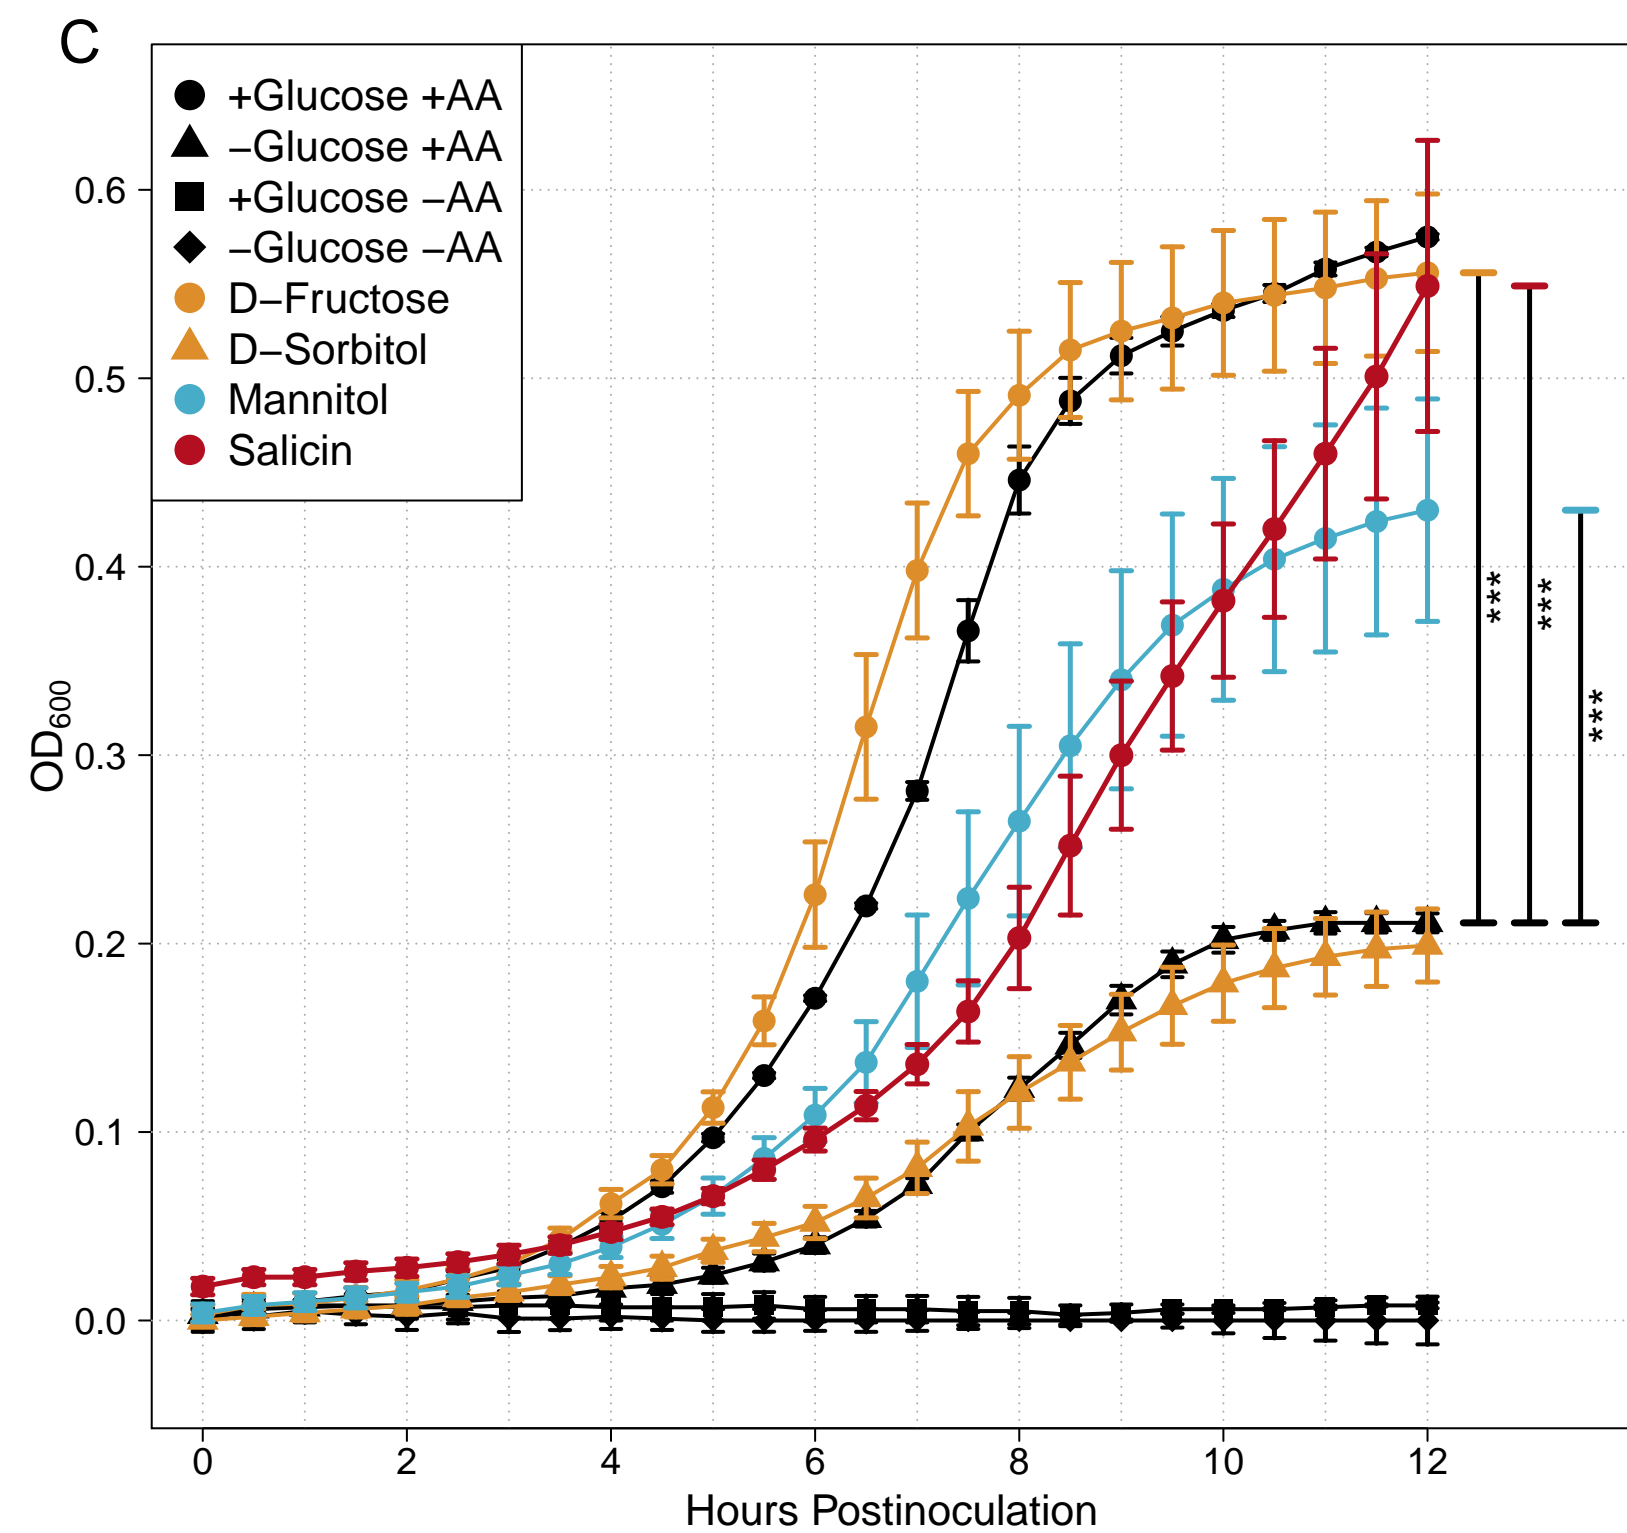 C
+Glucose +AA
−Glucose +AA
+Glucose −AA
−Glucose −AA
D−Fructose
D−Sorbitol
Mannitol
Salicin
0.6
0.5
0.4
0.3
0.2
0.1
0.0
OD600
***
***
***
0 2 4 6 8 10 12
Hours Postinoculation